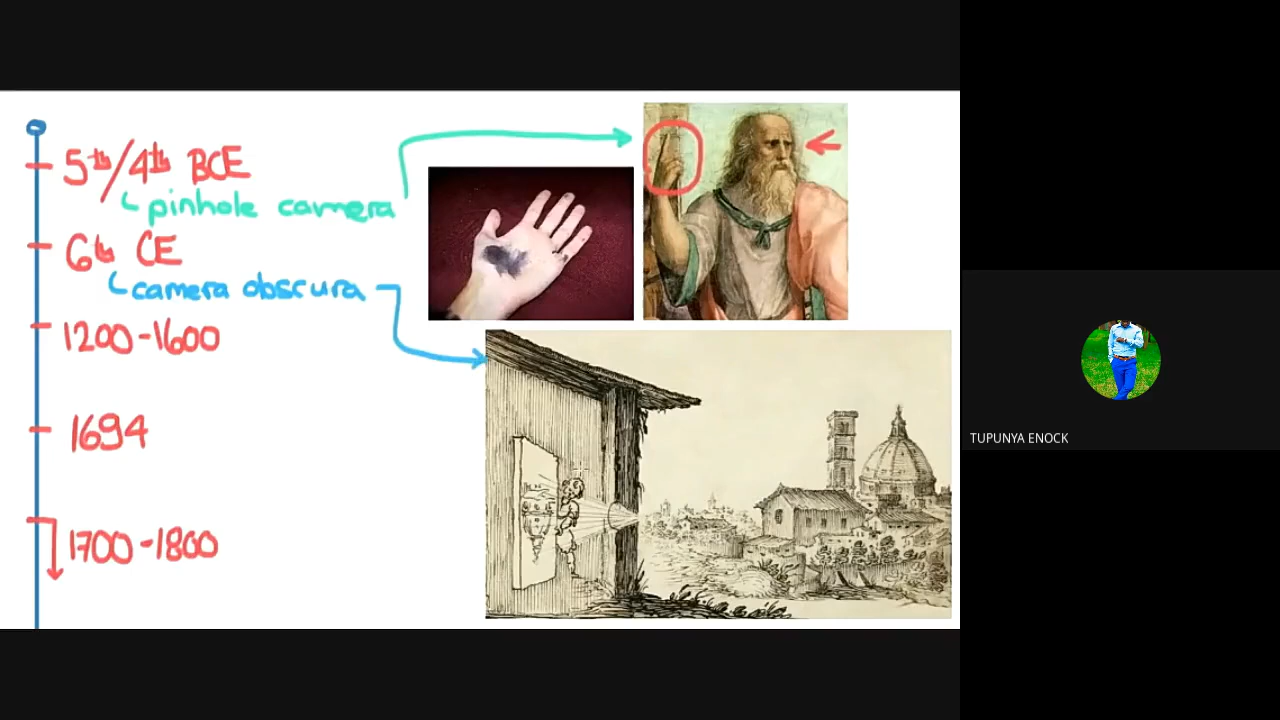 5th/4th BCE
pinhole camera
6th CE
camera obscura
1200-1600
1694
1700-1800
TUPUNYA ENOCK